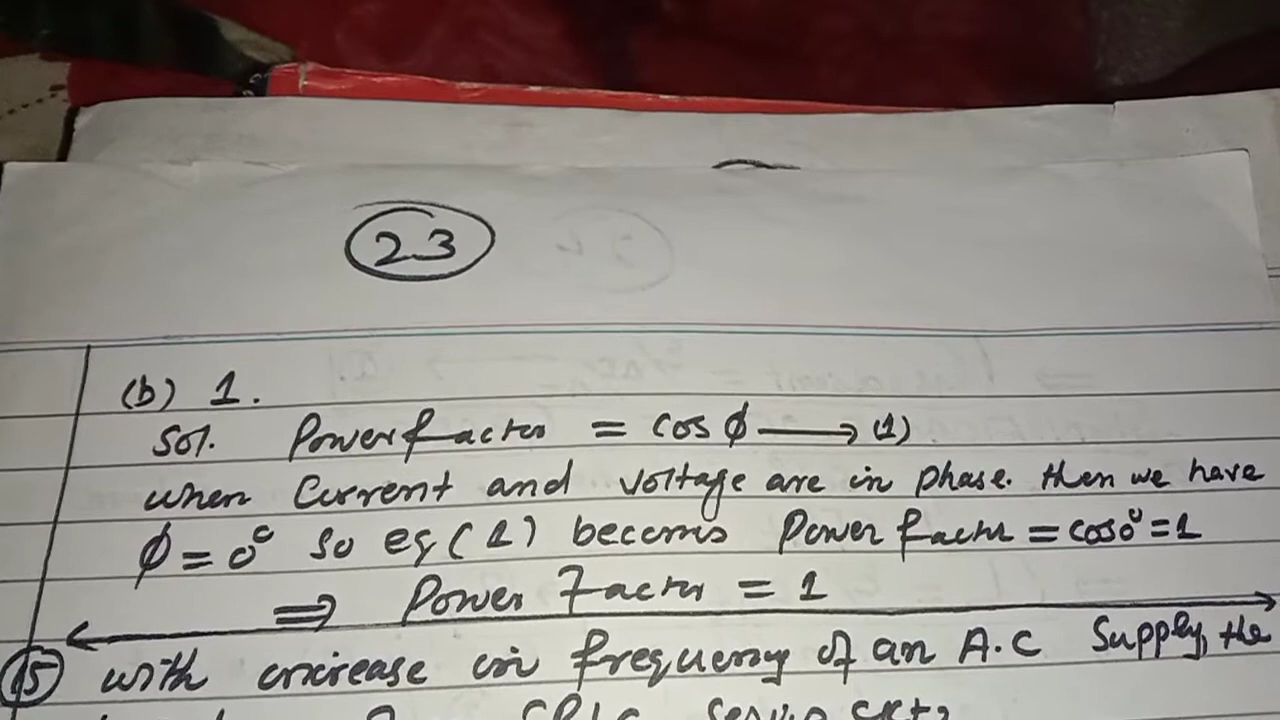 23
(b) 1.
Sol. Power factor = cos φ → (1)
when Current and voltage are in phase. then we have
φ = 0° so eq (1) becomes Power factor = cos0° = 1
⇒ Power Factor = 1
15 with increase in frequency of an A.C Supply, the